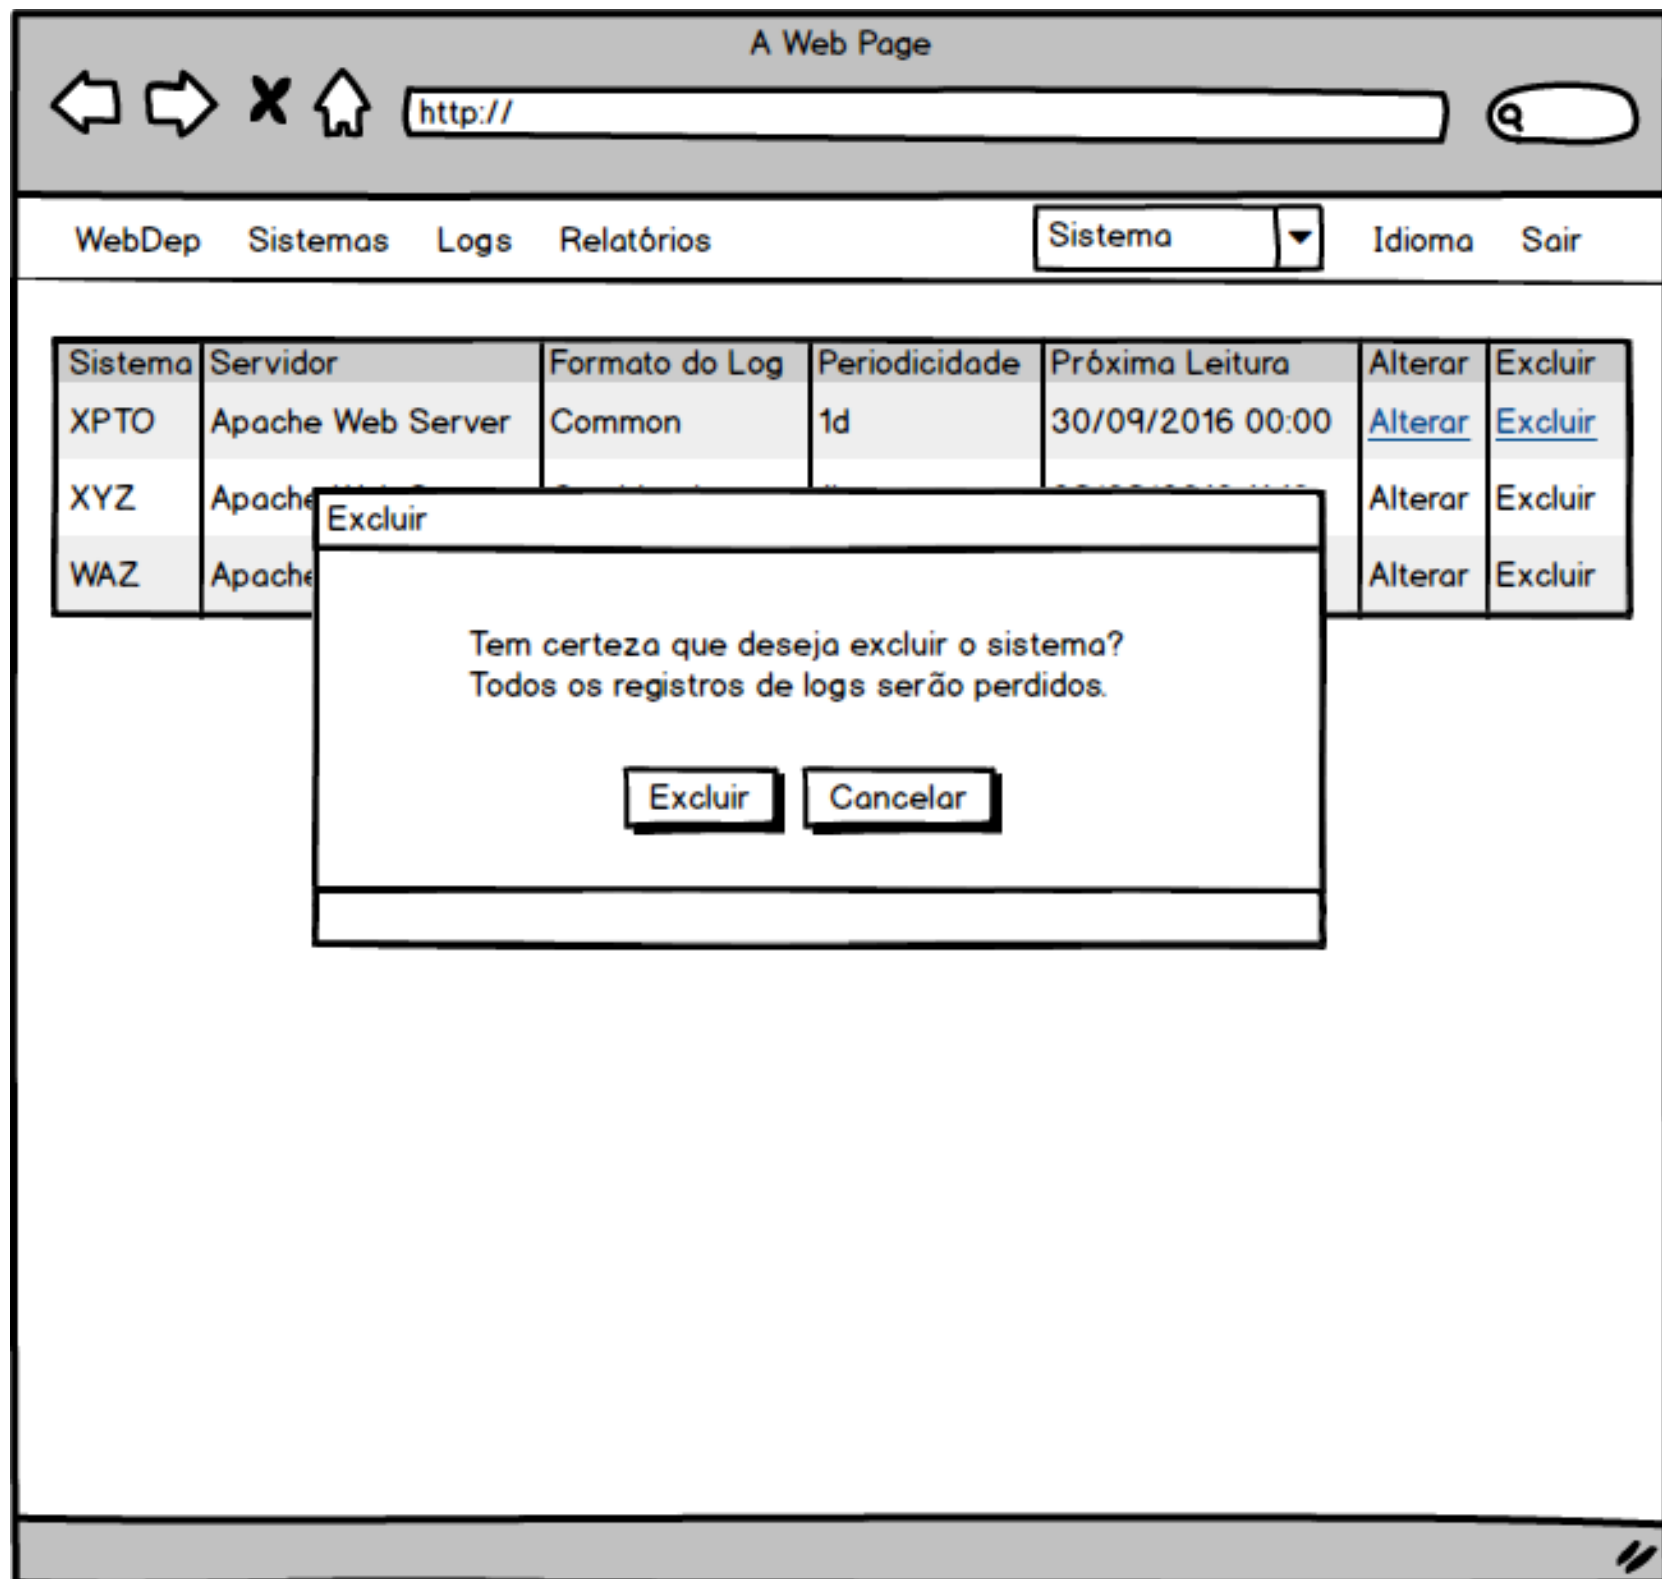 A Web Page
http://
WebDep Sistemas Logs Relatórios Sistema Idioma Sair
Sistema Servidor Formato do Log Periodicidade Próxima Leitura Alterar Excluir
XPTO Apache Web Server Common 1d 30/09/2016 00:00 Alterar Excluir
XYZ Apache Alterar Excluir
WAZ Apache Alterar Excluir
Excluir
Tem certeza que deseja excluir o sistema?
Todos os registros de logs serão perdidos.
Excluir Cancelar